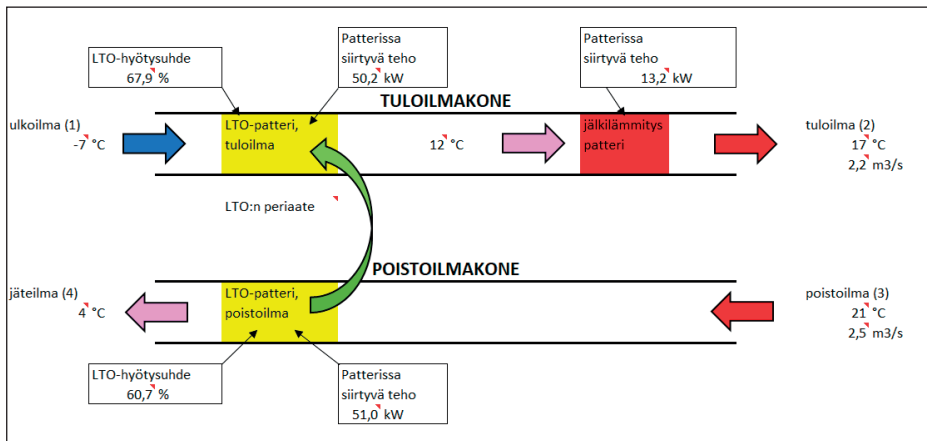 LTO-hyötysuhde
67,9 %
Patterissa
siirtyvä teho
50,2 kW
Patterissa
siirtyvä teho
13,2 kW
TULOILMAKONE
ulkoilma (1)
-7 °C
LTO-patteri,
tuloilma
12 °C
jälkilämmitys
patteri
tuloilma (2)
17 °C
2,2 m3/s
LTO:n periaate
POISTOILMAKONE
jäteilma (4)
4 °C
LTO-patteri,
poistoilma
poistoilma (3)
21 °C
2,5 m3/s
LTO-hyötysuhde
60,7 %
Patterissa
siirtyvä teho
51,0 kW